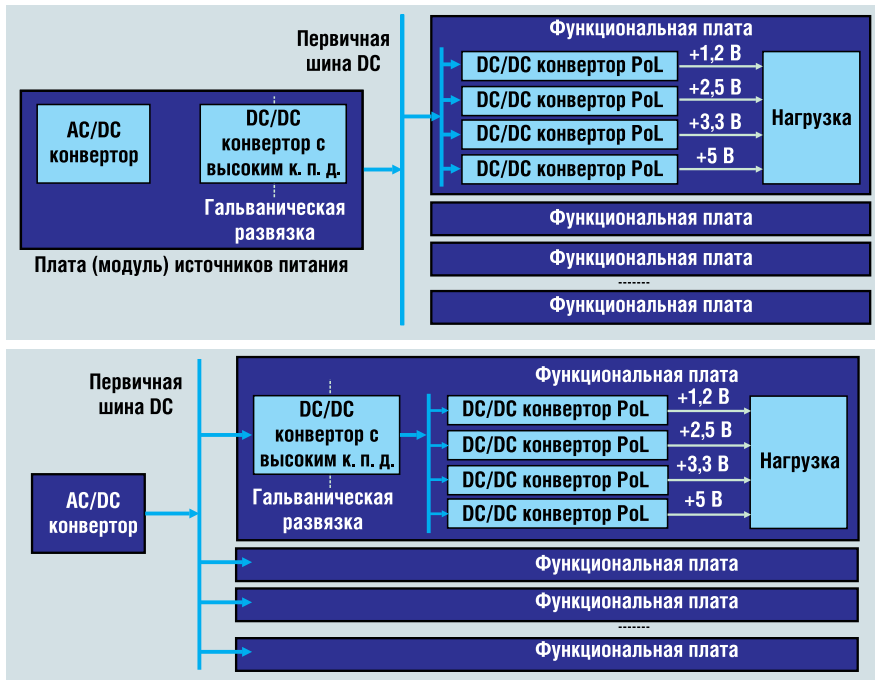 Функциональная плата
Первичная
шина DC
DC/DC конвертор PoL
+1,2 В
DC/DC конвертор PoL
+2,5 В
DC/DC конвертор PoL
+3,3 В
DC/DC конвертор PoL
+5 В
Нагрузка
AC/DC
конвертор
DC/DC
конвертор с
высоким к. п. д.
Гальваническая
развязка
Плата (модуль) источников питания
Функциональная плата
Функциональная плата
Функциональная плата
Функциональная плата
Первичная
шина DC
DC/DC
конвертор с
высоким к. п. д.
Гальваническая
развязка
DC/DC конвертор PoL
+1,2 В
DC/DC конвертор PoL
+2,5 В
DC/DC конвертор PoL
+3,3 В
DC/DC конвертор PoL
+5 В
Нагрузка
AC/DC
конвертор
Функциональная плата
Функциональная плата
Функциональная плата